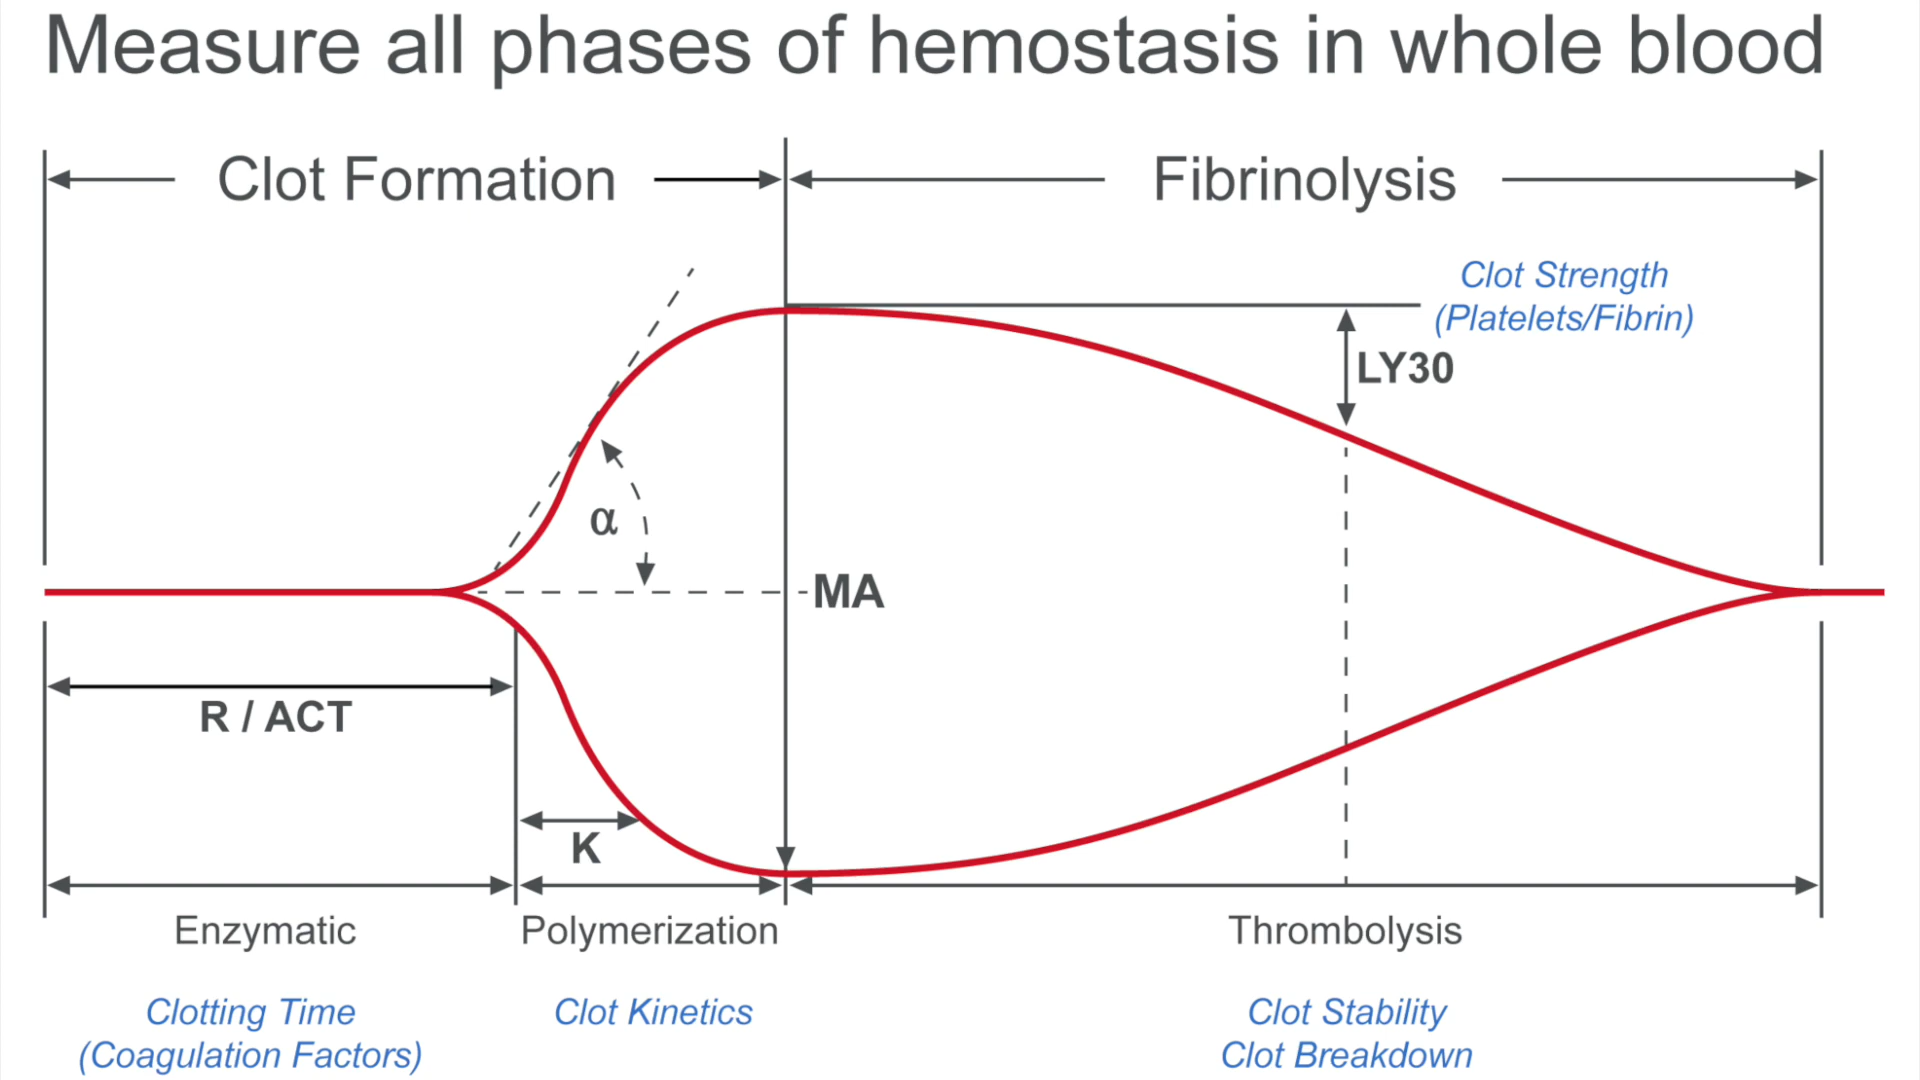 Measure all phases of hemostasis in whole blood
Clot Formation
Fibrinolysis
Clot Strength
(Platelets/Fibrin)
LY30
α
MA
R / ACT
K
Enzymatic
Polymerization
Thrombolysis
Clotting Time
(Coagulation Factors)
Clot Kinetics
Clot Stability
Clot Breakdown